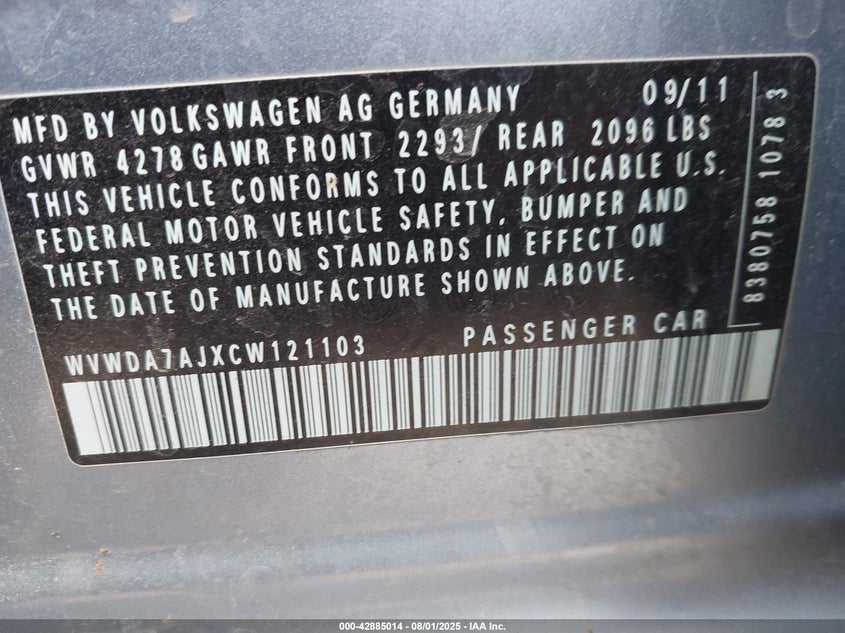 MFD BY VOLKSWAGEN AG GERMANY 09/11
GVWR 4278 GAWR FRONT 2293/ REAR 2096 LBS
THIS VEHICLE CONFORMS TO ALL APPLICABLE U.S.
FEDERAL MOTOR VEHICLE SAFETY, BUMPER AND
THEFT PREVENTION STANDARDS IN EFFECT ON
THE DATE OF MANUFACTURE SHOWN ABOVE.
WVWDA7AJXCW121103 PASSENGER CAR
8380758 1078 3
000-42885014 - 08/01/2025 - IAA Inc.